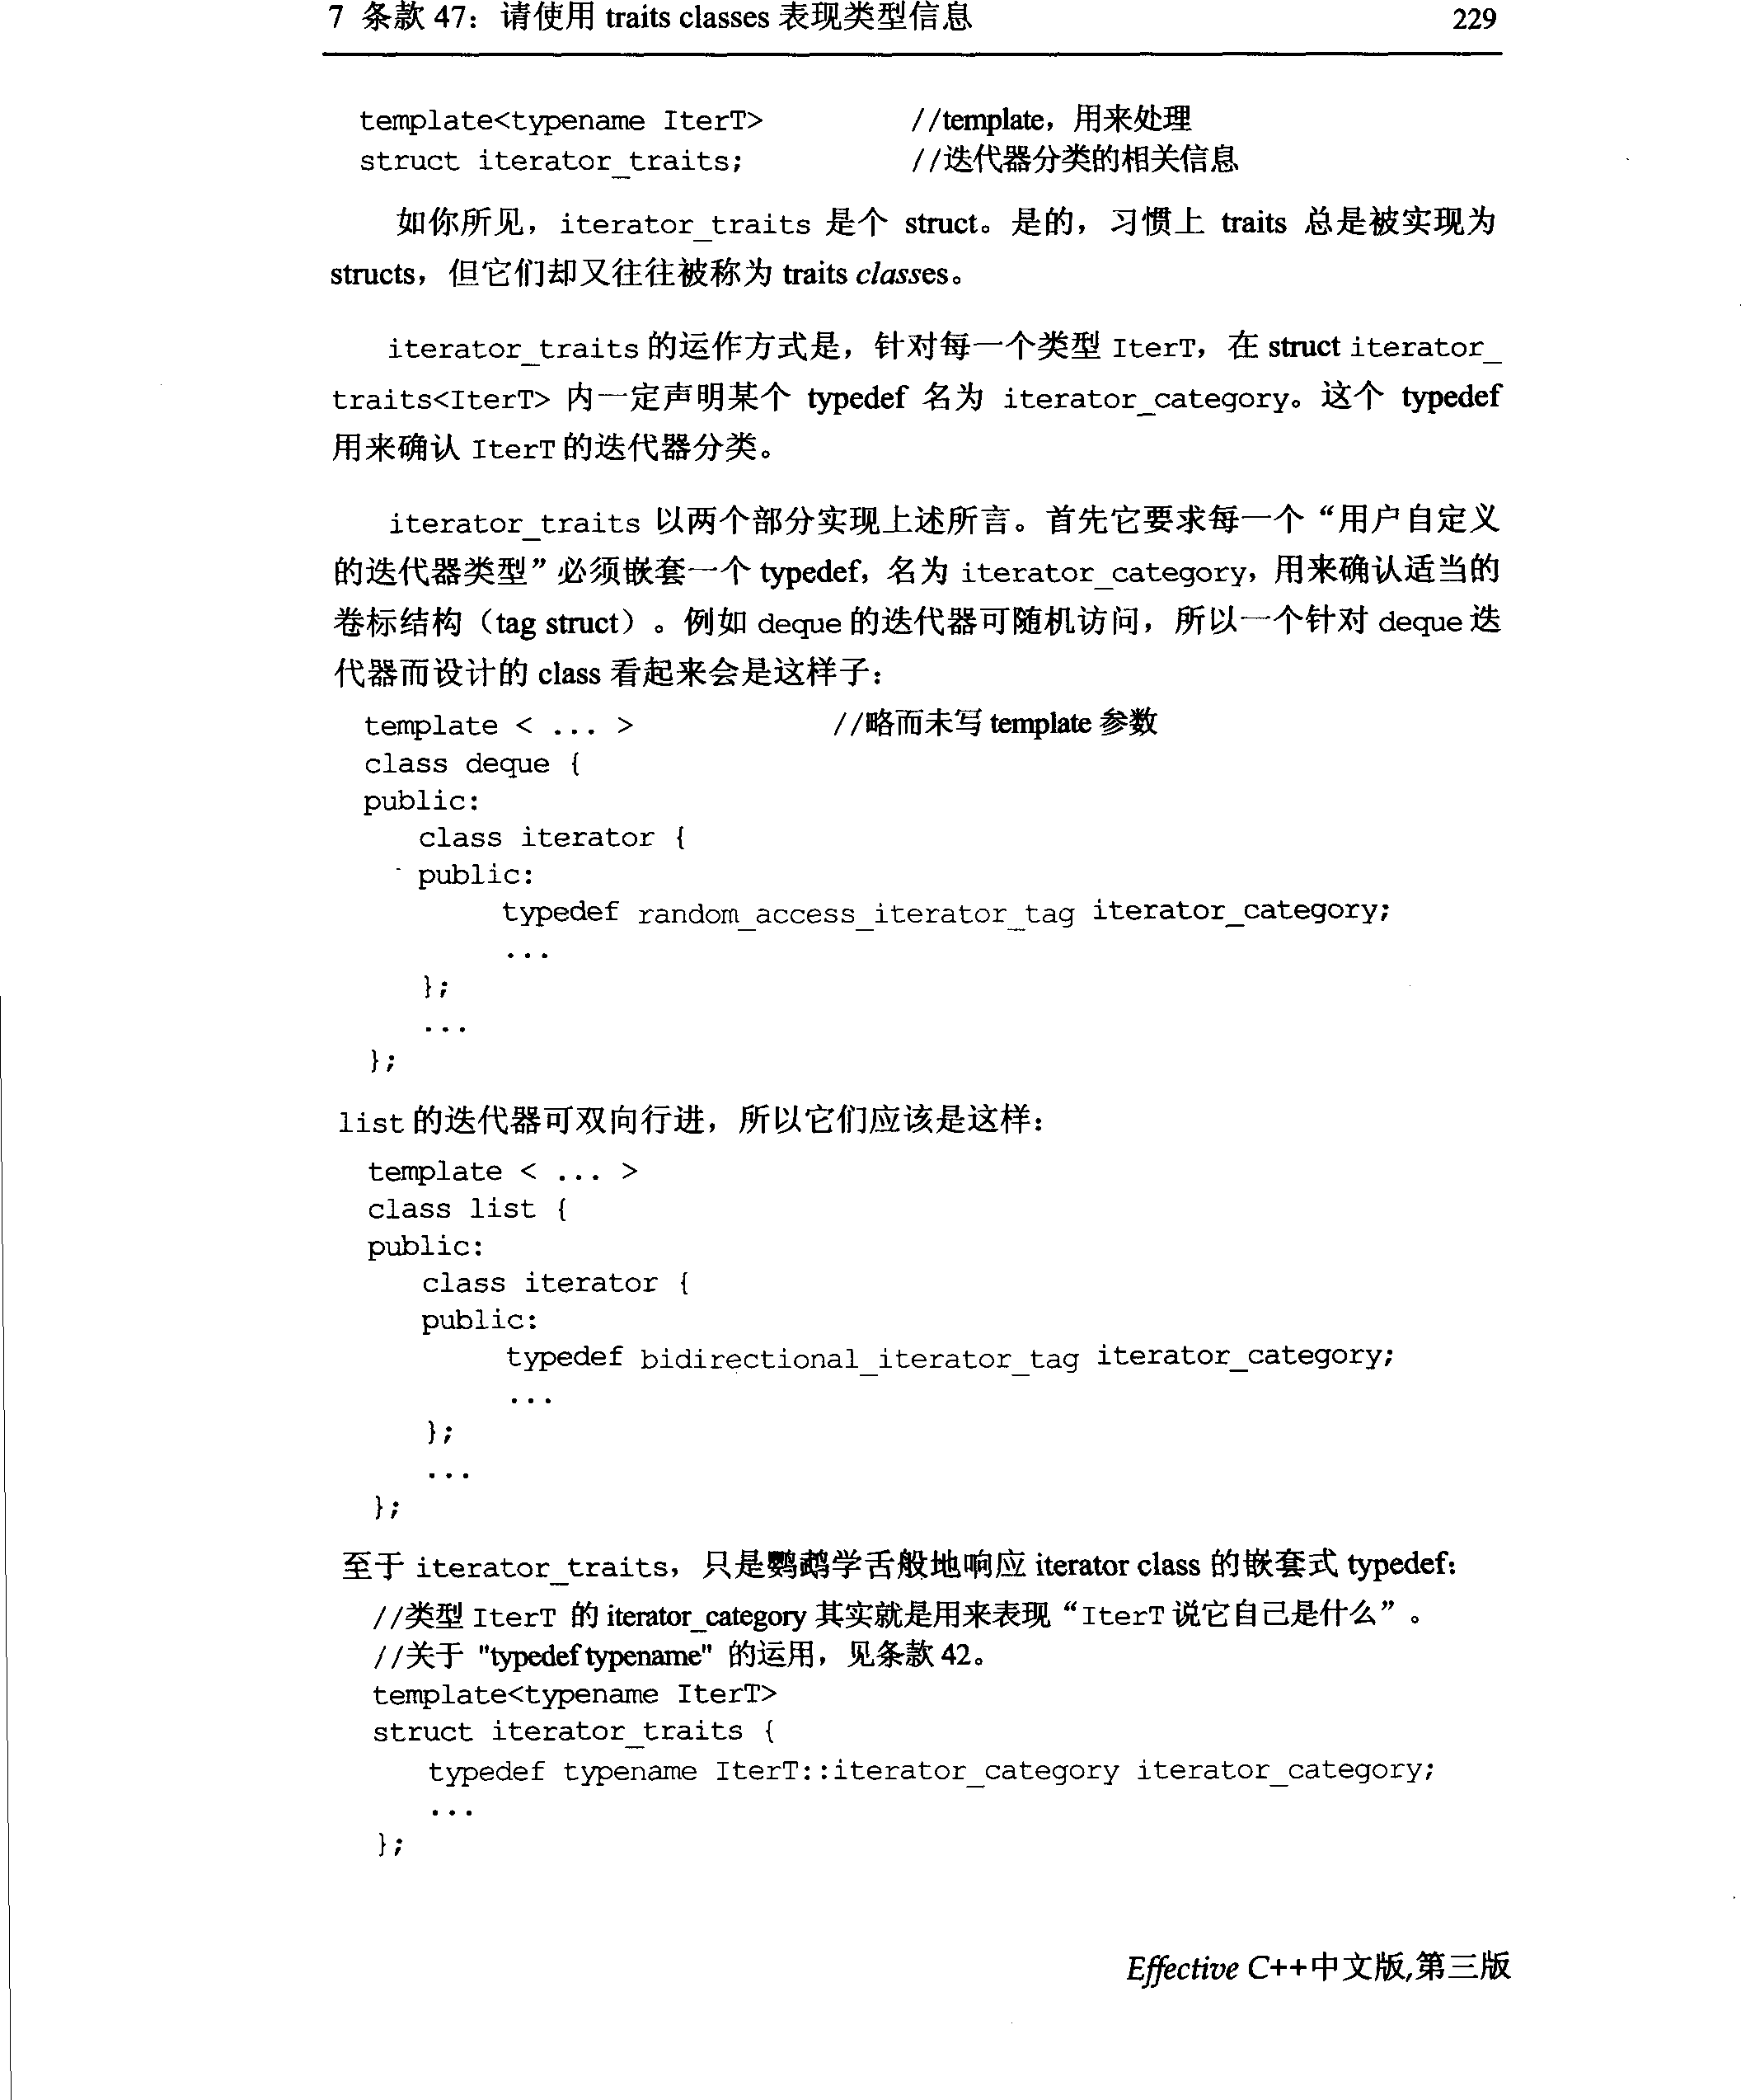 7 条款 47：请使用 traits classes 表现类型信息 229
template<typename IterT> //template，用来处理
struct iterator_traits; //迭代器分类的相关信息
如你所见，iterator_traits 是个 struct。是的，习惯上 traits 总是被实现为
structs，但它们却又往往被称为 traits classes。
iterator_traits 的运作方式是，针对每一个类型 IterT，在 struct iterator_
traits<IterT> 内一定声明某个 typedef 名为 iterator_category。这个 typedef
用来确认 IterT 的迭代器分类。
iterator_traits 以两个部分实现上述所言。首先它要求每一个“用户自定义
的迭代器类型”必须嵌套一个 typedef，名为 iterator_category，用来确认适当的
卷标结构（tag struct）。例如 deque 的迭代器可随机访问，所以一个针对 deque 迭
代器而设计的 class 看起来会是这样子：
template < ... > //略而未写 template 参数
class deque {
public:
class iterator {
public:
typedef random_access_iterator_tag iterator_category;
...
};
...
};
list 的迭代器可双向行进，所以它们应该是这样：
template < ... >
class list {
public:
class iterator {
public:
typedef bidirectional_iterator_tag iterator_category;
...
};
...
};
至于 iterator_traits，只是鹦鹉学舌般地响应 iterator class 的嵌套式 typedef：
//类型 IterT 的 iterator_category 其实就是用来表现“IterT 说它自己是什么”。
//关于 "typedef typename" 的运用，见条款 42。
template<typename IterT>
struct iterator_traits {
typedef typename IterT::iterator_category iterator_category;
...
};
Effective C++中文版,第三版